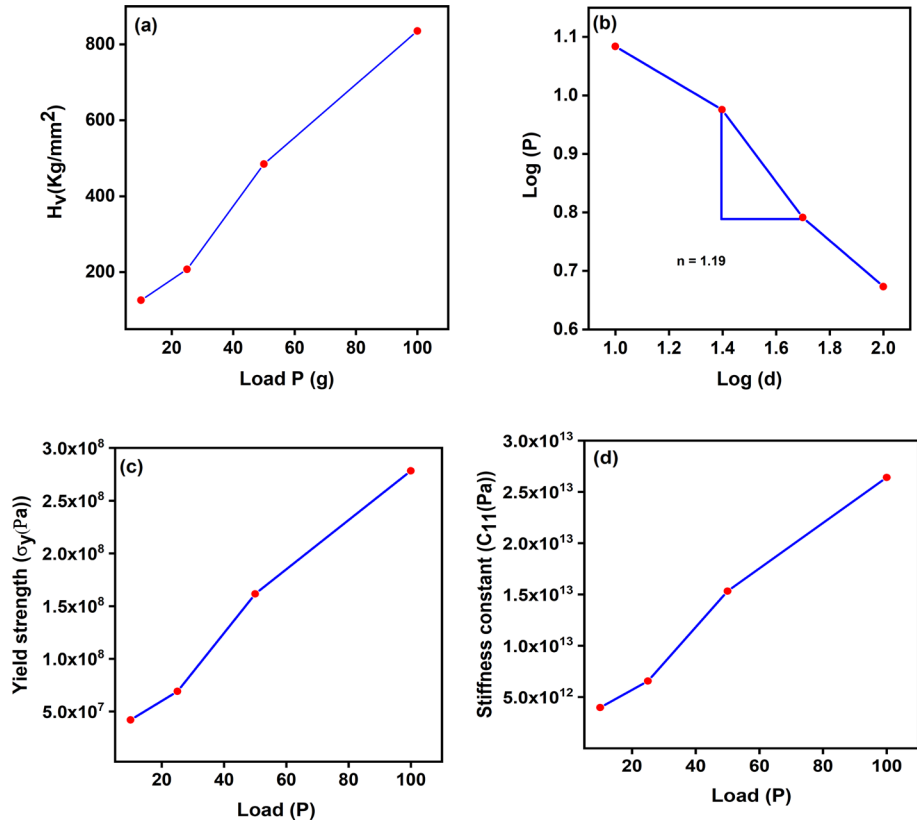 (a)
800
600
400
200
20 40 60 80 100
Hv(Kg/mm²)
Load P (g)
(b)
1.1
1.0
0.9
0.8
0.7
0.6
1.0 1.2 1.4 1.6 1.8 2.0
Log (P)
Log (d)
n = 1.19
(c)
3.0x10⁸
2.5x10⁸
2.0x10⁸
1.5x10⁸
1.0x10⁸
5.0x10⁷
20 40 60 80 100
Yield strength (σy(Pa))
Load (P)
(d)
3.0x10¹³
2.5x10¹³
2.0x10¹³
1.5x10¹³
1.0x10¹³
5.0x10¹²
20 40 60 80 100
Stiffness constant (C₁₁(Pa))
Load (P)